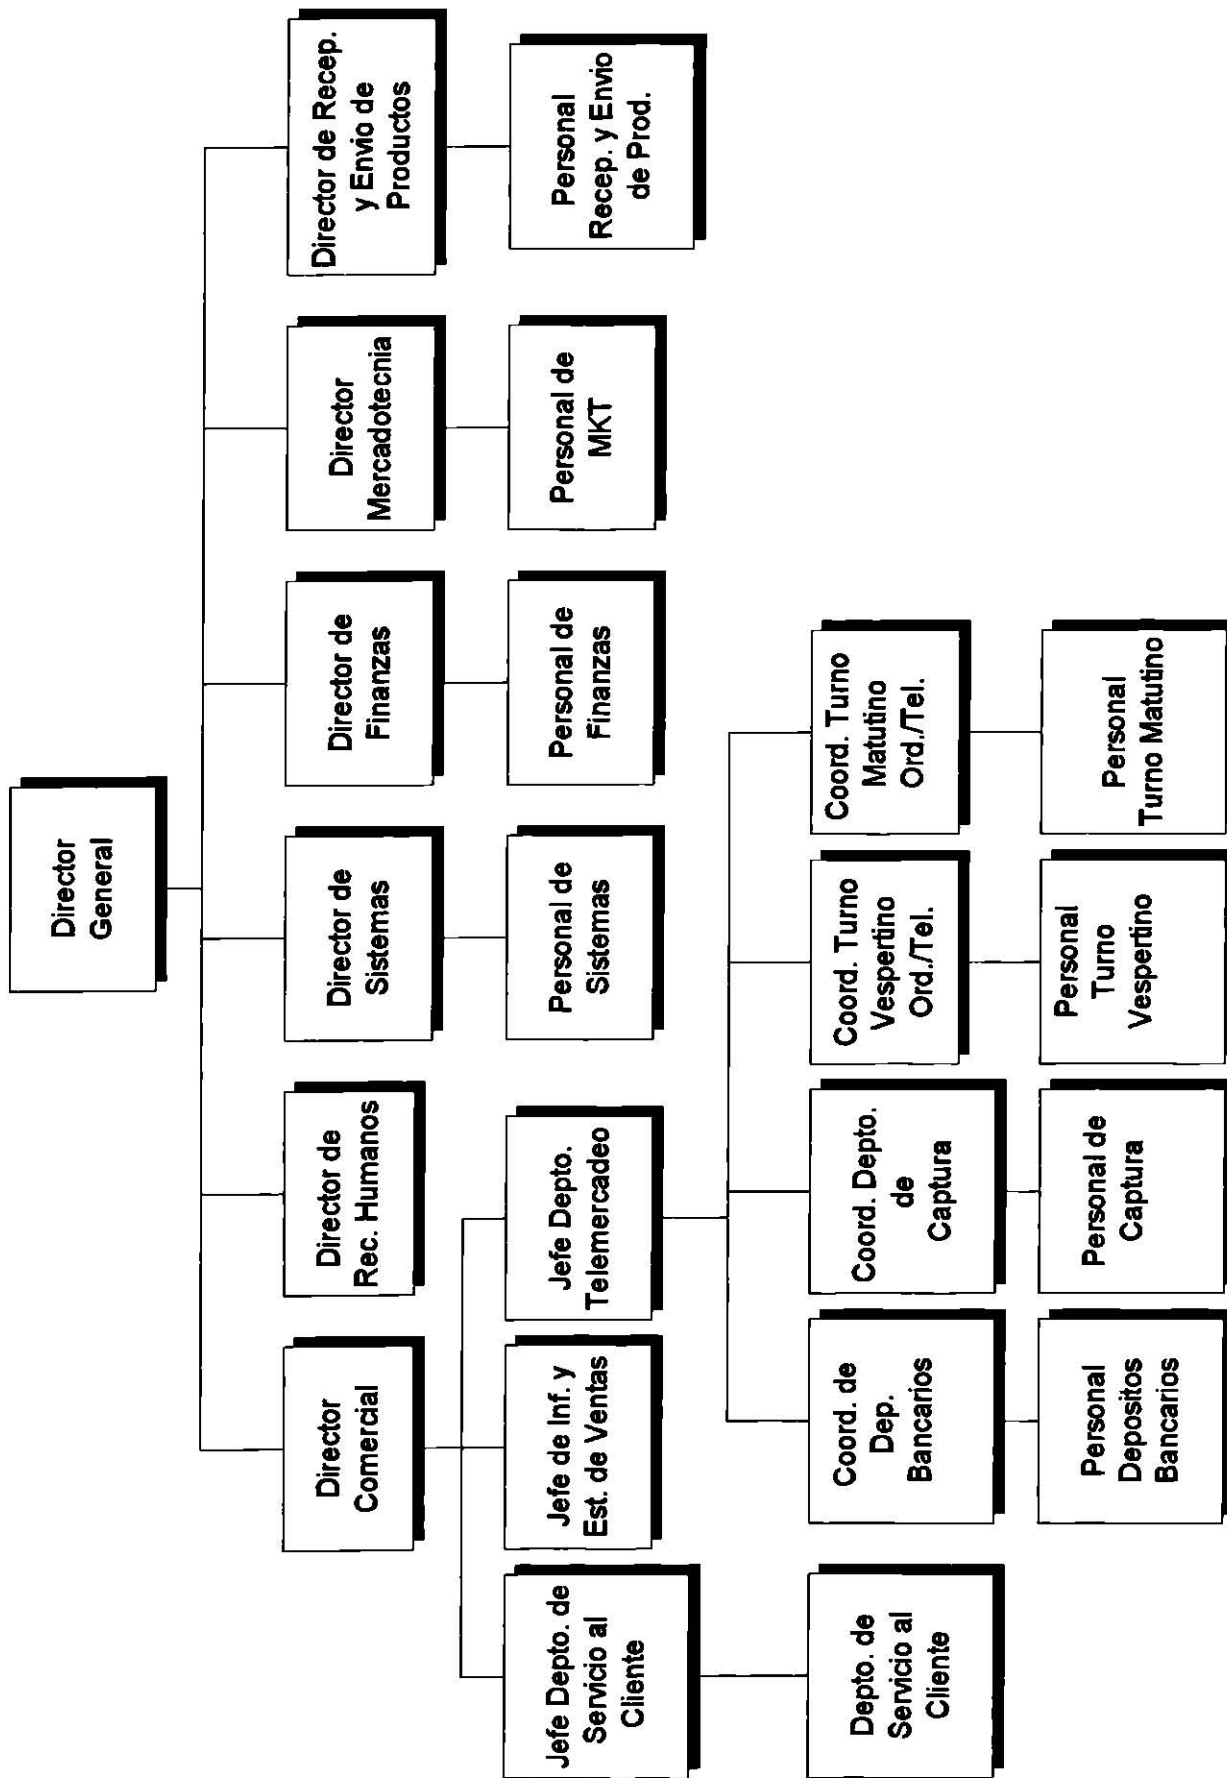 Director
General
Director
Comercial
Director de
Rec. Humanos
Director de
Sistemas
Director de
Finanzas
Director
Mercadotecnia
Director de Recep.
y Envio de
Productos
Jefe Depto. de
Servicio al
Cliente
Jefe de Inf. y
Est. de Ventas
Jefe Depto.
Telemercadeo
Personal de
Sistemas
Personal de
Finanzas
Personal de
MKT
Personal
Recep. y Envio
de Prod.
Depto. de
Servicio al
Cliente
Coord. de
Dep.
Bancarios
Coord. Depto.
de
Captura
Coord. Turno
Vespertino
Ord./Tel.
Coord. Turno
Matutino
Ord./Tel.
Personal
Depositos
Bancarios
Personal de
Captura
Personal
Turno
Vespertino
Personal
Turno Matutino